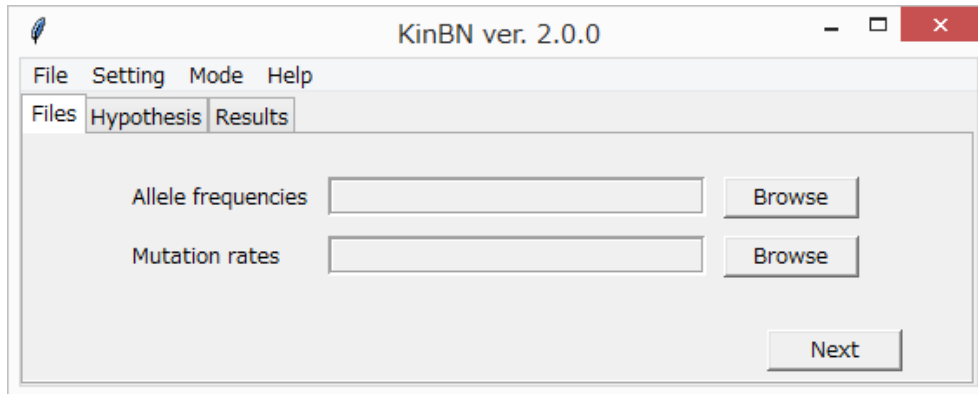 KinBN ver. 2.0.0
File Setting Mode Help
Files Hypothesis Results
Allele frequencies Browse
Mutation rates Browse
Next